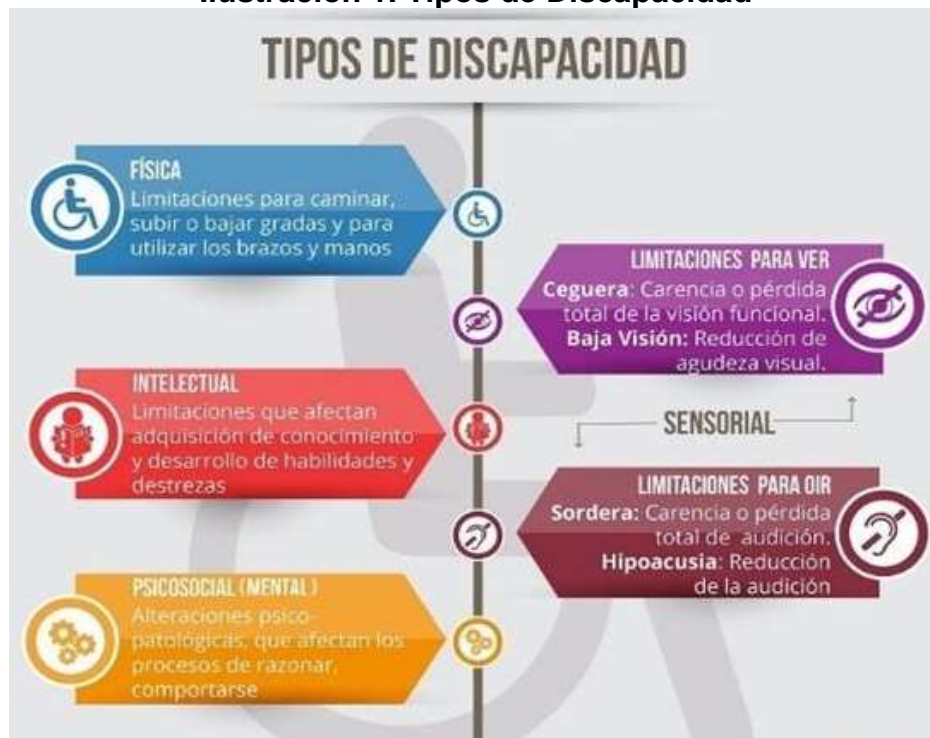 Ilustración 1. Tipos de Discapacidad
TIPOS DE DISCAPACIDAD
FÍSICA
Limitaciones para caminar,
subir o bajar gradas y para
utilizar los brazos y manos
LIMITACIONES PARA VER
Ceguera: Carencia o pérdida
total de la visión funcional.
Baja Visión: Reducción de
agudeza visual.
INTELECTUAL
Limitaciones que afectan
adquisición de conocimiento
y desarrollo de habilidades y
destrezas
SENSORIAL
LIMITACIONES PARA OIR
Sordera: Carencia o pérdida
total de audición.
Hipoacusia: Reducción
de la audición
PSICOSOCIAL (MENTAL)
Alteraciones psico-
patológicas, que afectan los
procesos de razonar,
comportarse